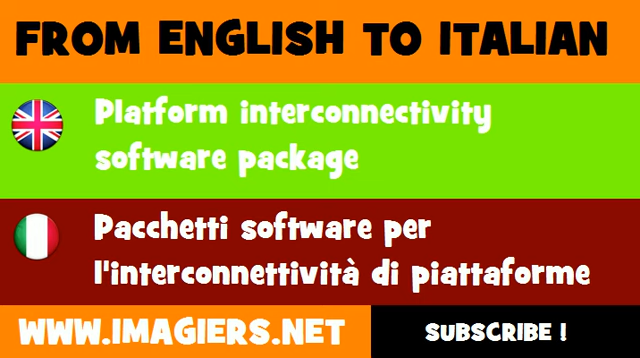 FROM ENGLISH TO ITALIAN
Platform interconnectivity
software package
Pacchetti software per
l'interconnettività di piattaforme
WWW.IMAGIERS.NET
SUBSCRIBE !